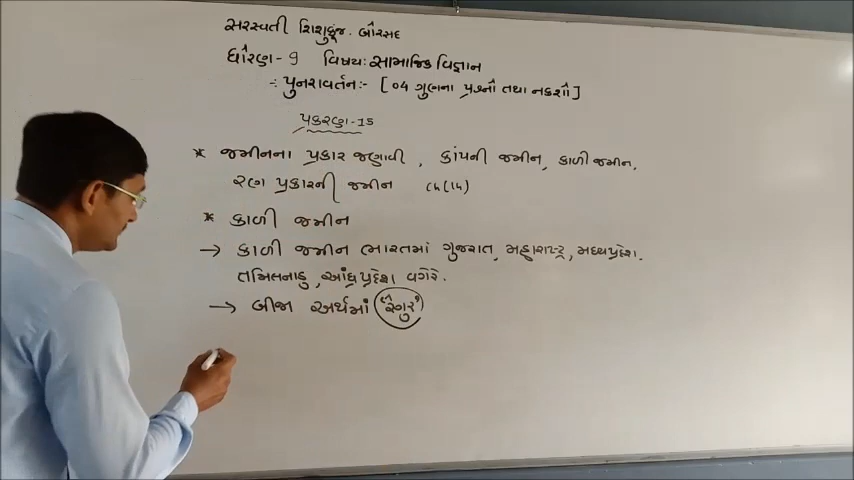 સરસ્વતી શિશુકુંજ. બોરસદ
ધોરણ - 9 વિષય: સામાજિક વિજ્ઞાન
પુનરાવર્તન:- [04 ગુણના પ્રશ્નો તથા નકશો]
પ્રકરણ-15
* જમીનના પ્રકાર જણાવી, કાંપની જમીન, કાળી જમીન,
રણ પ્રકારની જમીન
* કાળી જમીન
→ કાળી જમીન ભારતમાં ગુજરાત, મહારાષ્ટ્ર, મધ્યપ્રદેશ.
તમિલનાડુ, આંધ્રપ્રદેશ વગેરે.
→ બીજા અર્થમાં "રેગુર"